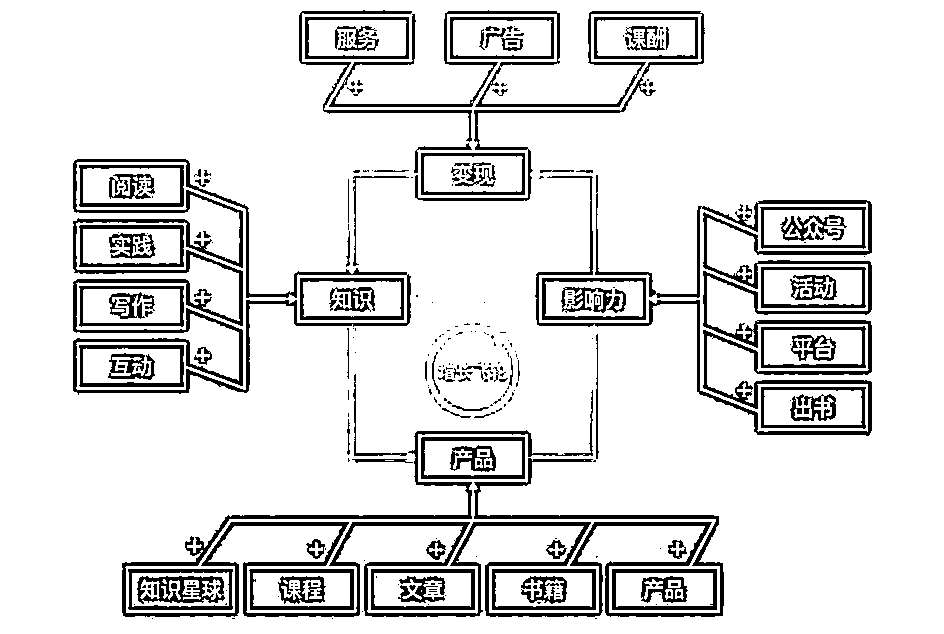 服务
广告
课酬
变现
阅读
实践
写作
互动
知识
影响力
公众号
活动
平台
出书
增长飞轮
产品
知识星球
课程
文章
书籍
产品